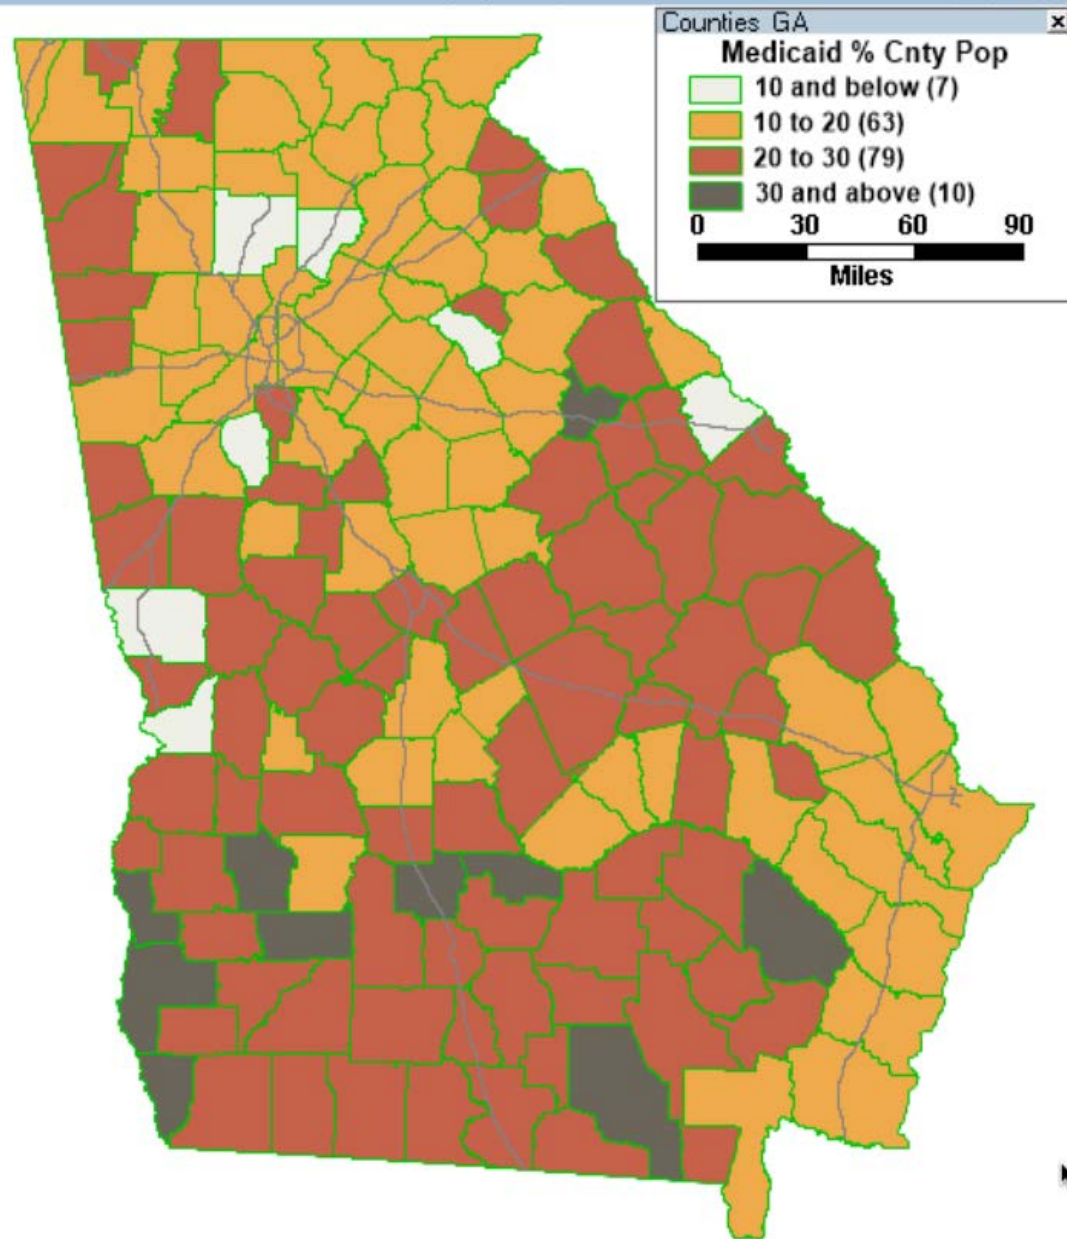 Counties GA
Medicaid % Cnty Pop
10 and below (7)
10 to 20 (63)
20 to 30 (79)
30 and above (10)
0 30 60 90
Miles